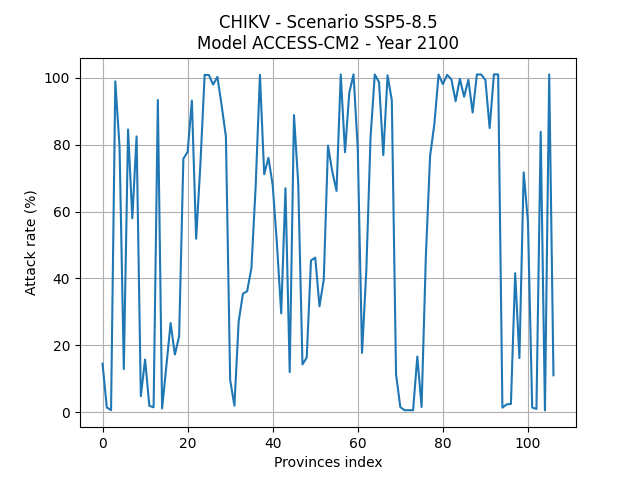 CHIKV - Scenario SSP5-8.5
Model ACCESS-CM2 - Year 2100
Attack rate (%)
100
80
60
40
20
0
0 20 40 60 80 100
Provinces index